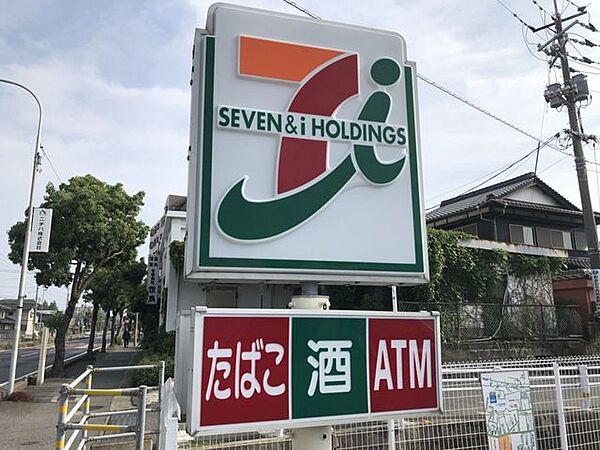 SEVEN & i HOLDINGS
たばこ 酒 ATM